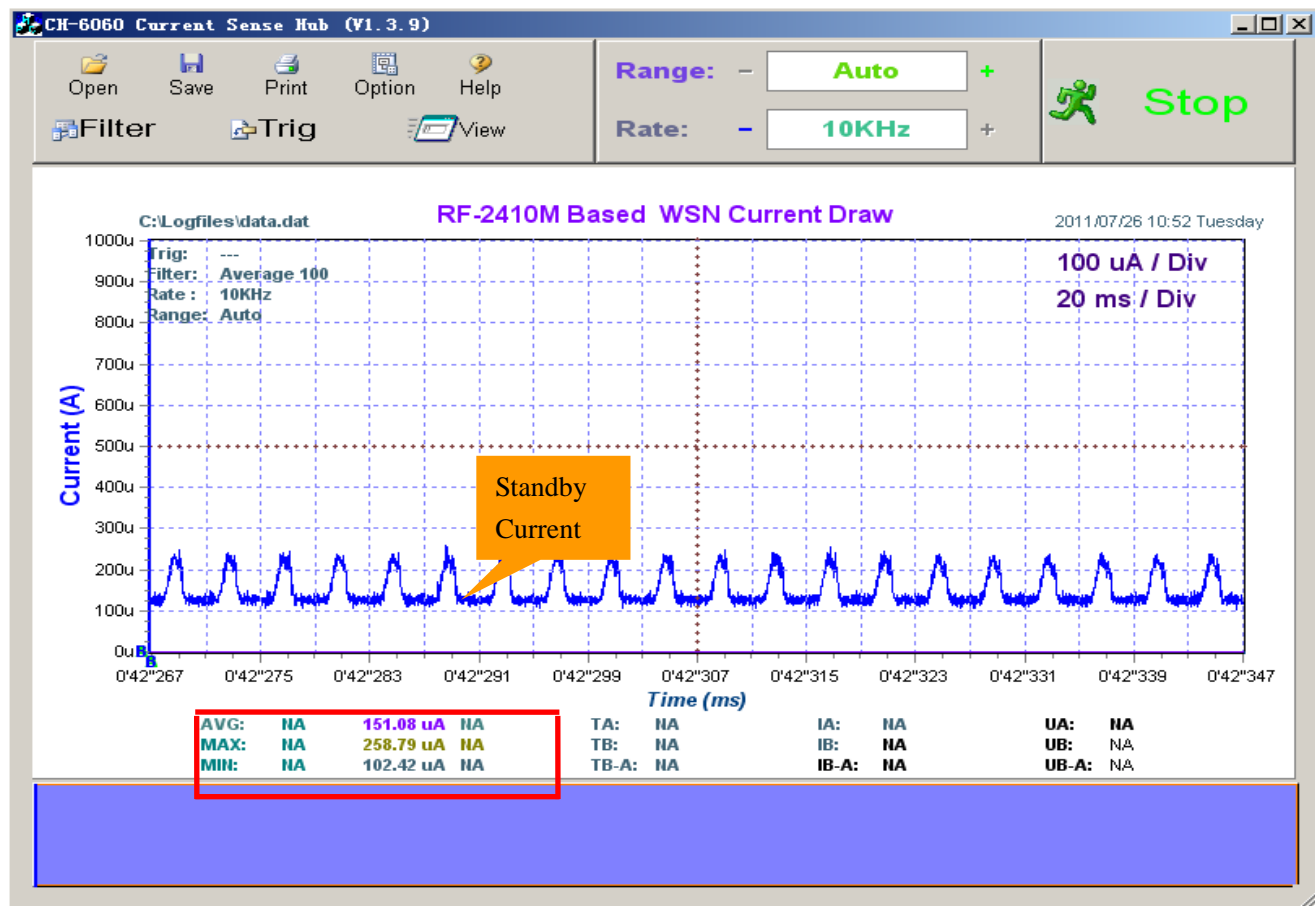 CH-6060 Current Sense Hub (V1.3.9)
Open Save Print Option Help
Filter Trig View
Range: - Auto +
Rate: - 10KHz +
Stop
C:\Logfiles\data.dat
RF-2410M Based WSN Current Draw
2011/07/26 10:52 Tuesday
Trig: ---
Filter: Average 100
Rate : 10KHz
Range: Auto
100 uA / Div
20 ms / Div
1000u
900u
800u
700u
600u
500u
400u
300u
200u
100u
0u
Current (A)
Standby
Current
B
B
0'42"267 0'42"275 0'42"283 0'42"291 0'42"299 0'42"307 0'42"315 0'42"323 0'42"331 0'42"339 0'42"347
Time (ms)
AVG: NA 151.08 uA NA TA: NA IA: NA UA: NA
MAX: NA 258.79 uA NA TB: NA IB: NA UB: NA
MIN: NA 102.42 uA NA TB-A: NA IB-A: NA UB-A: NA